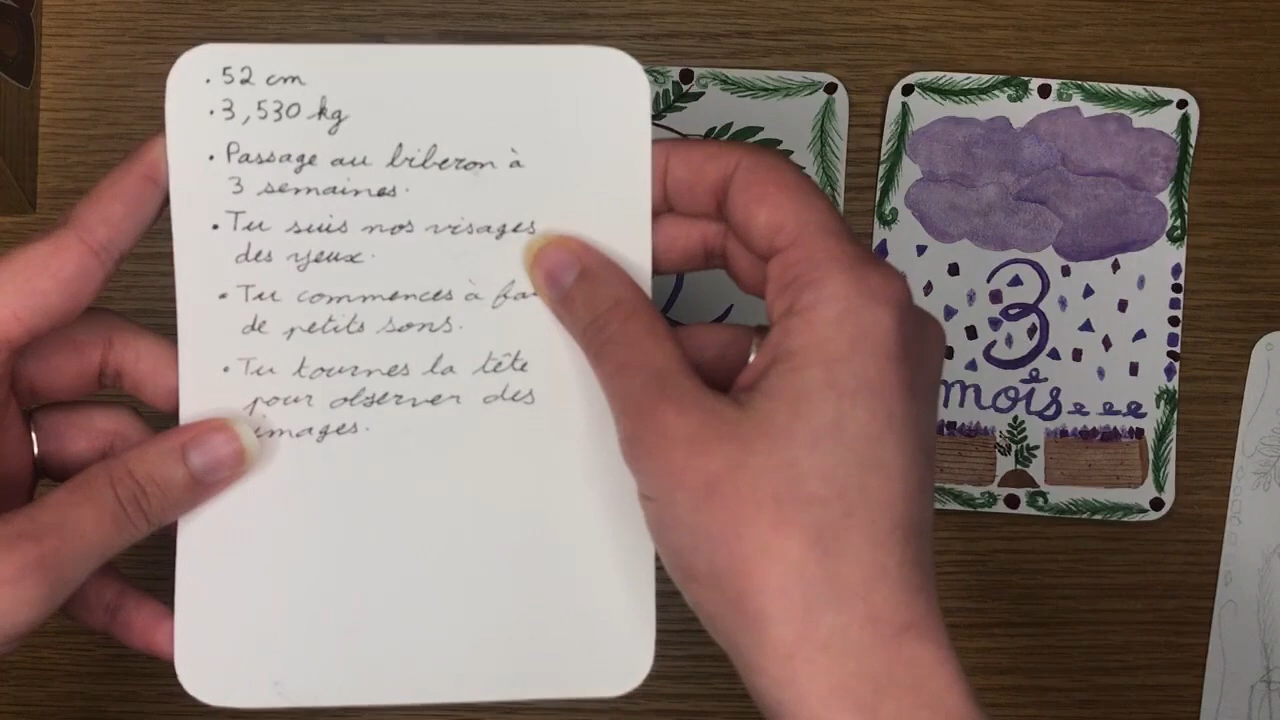 • 52 cm
• 3,530 kg
• Passage au biberon à
3 semaines.
• Tu suis nos visages
des yeux.
• Tu commences à
de petits sons.
• Tu tournes la tête
pour observer des
images.
3
mois